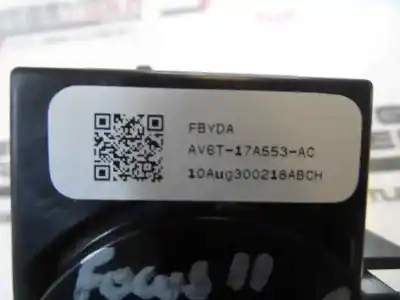 FBYDA
AV6T-17A553-AC
10Aug300216ABCH
Focus II